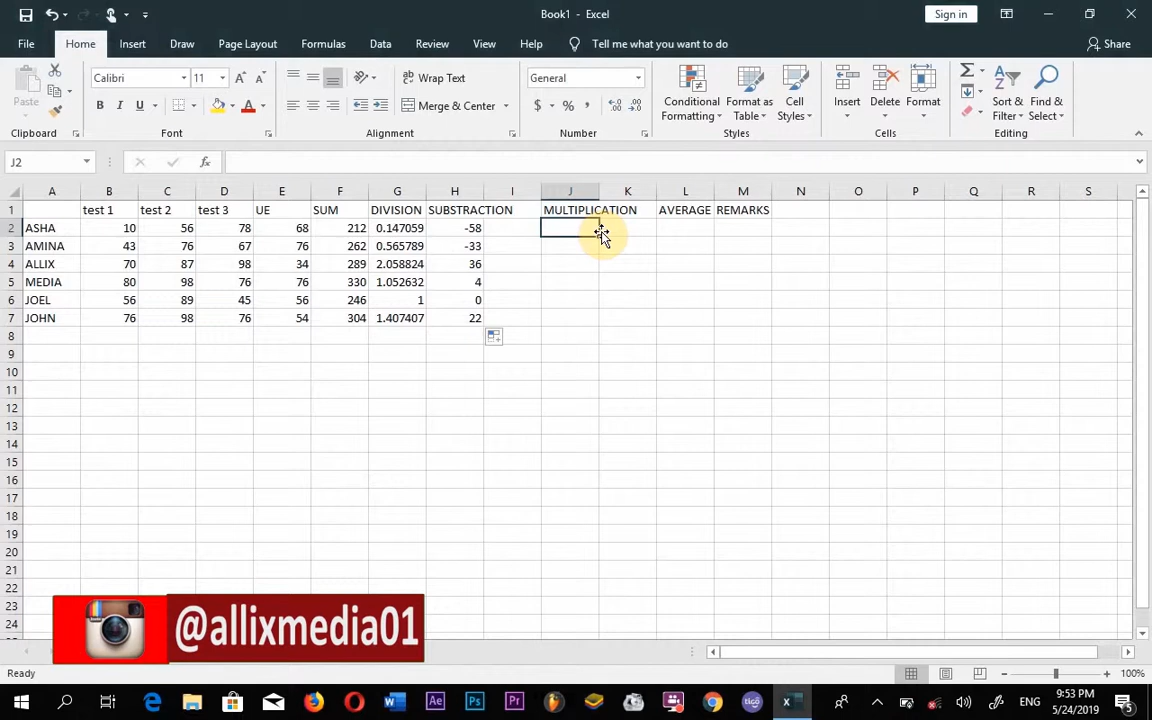 Book1 - Excel
Sign in
File Home Insert Draw Page Layout Formulas Data Review View Help Tell me what you want to do Share
Paste
Calibri 11
Wrap Text
Merge & Center
General
$ % ,
Conditional Formatting
Format as Table
Cell Styles
Insert Delete Format
Sort & Filter
Find & Select
Clipboard Font Alignment Number Styles Cells Editing
J2
fx
A B C D E F G H I J K L M N O P Q R S
1 test 1 test 2 test 3 UE SUM DIVISION SUBSTRACTION MULTIPLICATION AVERAGE REMARKS
2 ASHA 10 56 78 68 212 0.147059 -58
3 AMINA 43 76 67 76 262 0.565789 -33
4 ALLIX 70 87 98 34 289 2.058824 36
5 MEDIA 80 98 76 76 330 1.052632 4
6 JOEL 56 89 45 56 246 1 0
7 JOHN 76 98 76 54 304 1.407407 22
8
9
10
11
12
13
14
15
16
17
18
19
20
21
22
23
24
@allixmedia01
Ready
100%
ENG
9:53 PM
5/24/2019